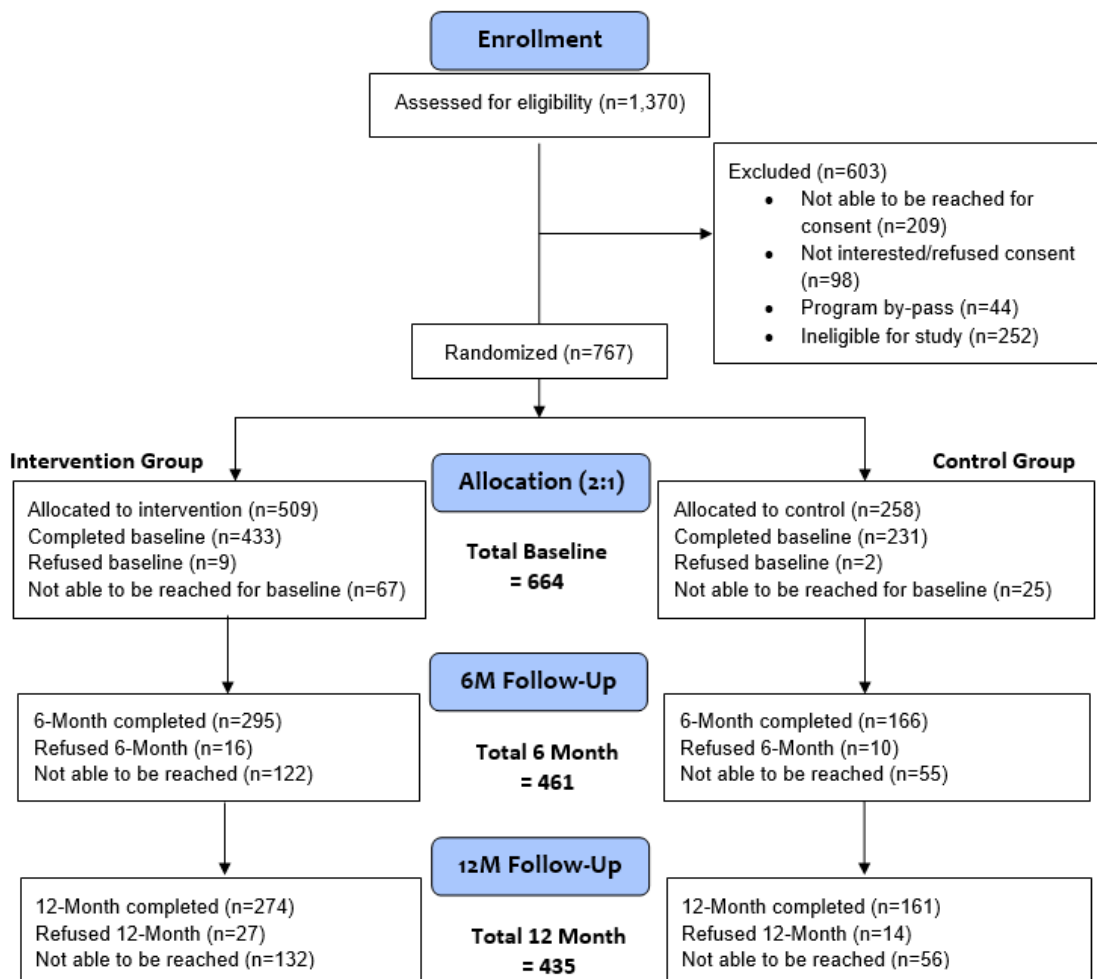 Enrollment
Assessed for eligibility (n=1,370)
Excluded (n=603)
• Not able to be reached for
consent (n=209)
• Not interested/refused consent
(n=98)
• Program by-pass (n=44)
• Ineligible for study (n=252)
Randomized (n=767)
Intervention Group
Allocation (2:1)
Control Group
Allocated to intervention (n=509)
Completed baseline (n=433)
Refused baseline (n=9)
Not able to be reached for baseline (n=67)
Total Baseline
= 664
Allocated to control (n=258)
Completed baseline (n=231)
Refused baseline (n=2)
Not able to be reached for baseline (n=25)
6M Follow-Up
6-Month completed (n=295)
Refused 6-Month (n=16)
Not able to be reached (n=122)
Total 6 Month
= 461
6-Month completed (n=166)
Refused 6-Month (n=10)
Not able to be reached (n=55)
12M Follow-Up
12-Month completed (n=274)
Refused 12-Month (n=27)
Not able to be reached (n=132)
Total 12 Month
= 435
12-Month completed (n=161)
Refused 12-Month (n=14)
Not able to be reached (n=56)